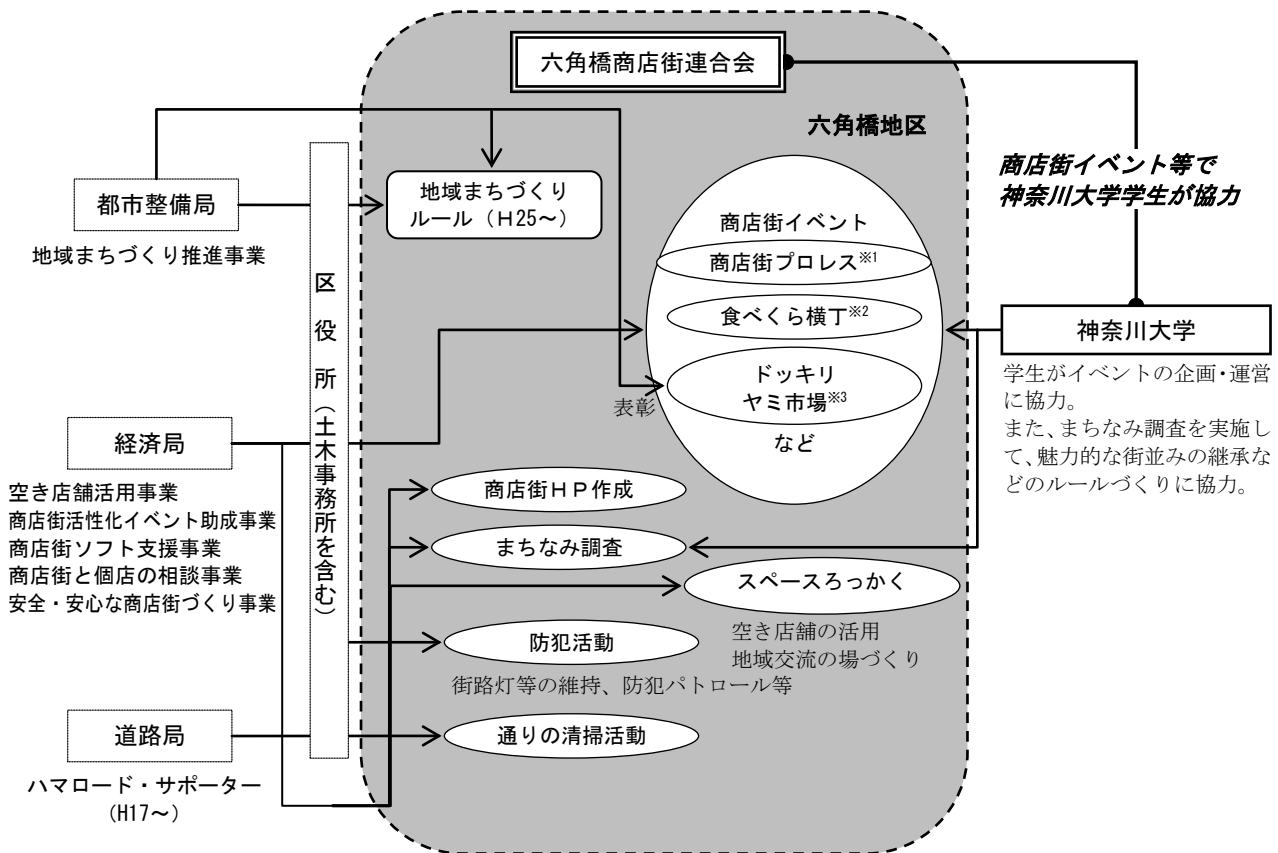 六角橋商店街連合会
六角橋地区
商店街イベント等で
神奈川大学学生が協力
都市整備局
地域まちづくり推進事業
地域まちづくり
ルール（H25～）
区役所（土木事務所を含む）
商店街イベント
商店街プロレス※1
食べくら横丁※2
ドッキリ
ヤミ市場※3
など
表彰
神奈川大学
学生がイベントの企画・運営
に協力。
また、まちなみ調査を実施し
て、魅力的な街並みの継承な
どのルールづくりに協力。
経済局
空き店舗活用事業
商店街活性化イベント助成事業
商店街ソフト支援事業
商店街と個店の相談事業
安全・安心な商店街づくり事業
商店街ＨＰ作成
まちなみ調査
スペースろっかく
空き店舗の活用
地域交流の場づくり
防犯活動
街路灯等の維持、防犯パトロール等
道路局
ハマロード・サポーター
(H17～)
通りの清掃活動